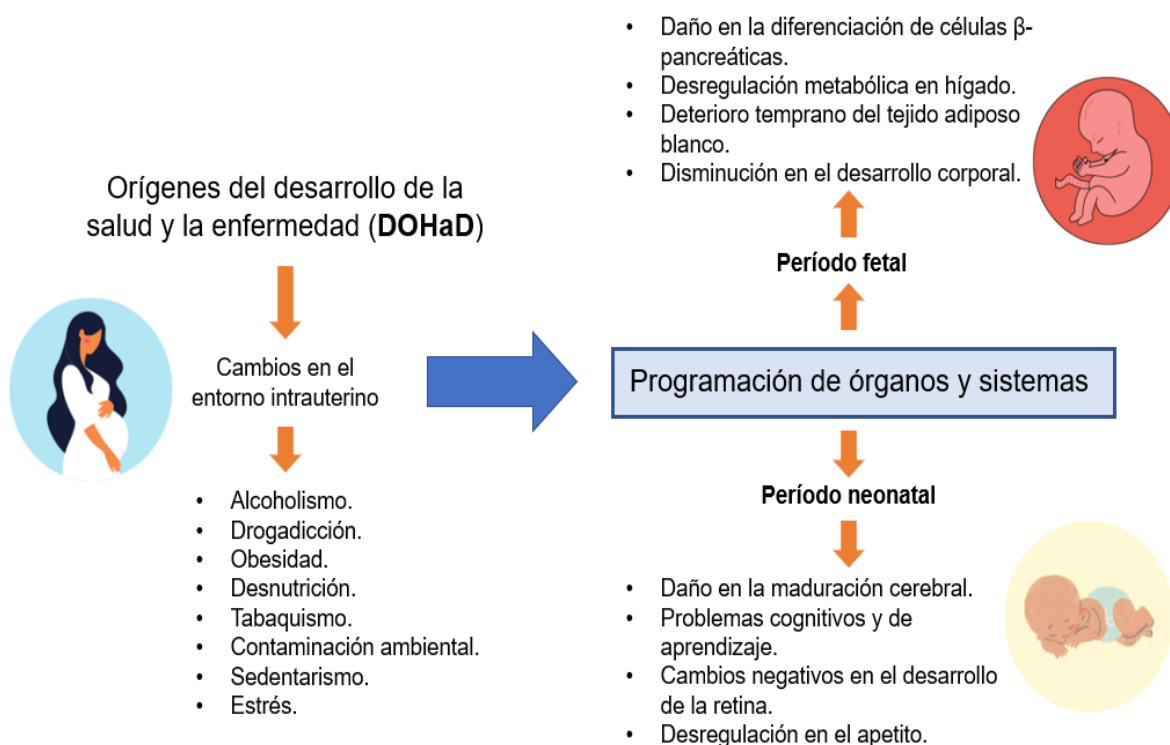 Orígenes del desarrollo de la
salud y la enfermedad (DOHaD)
Cambios en el
entorno intrauterino
• Alcoholismo.
• Drogadicción.
• Obesidad.
• Desnutrición.
• Tabaquismo.
• Contaminación ambiental.
• Sedentarismo.
• Estrés.
Programación de órganos y sistemas
Período fetal
• Daño en la diferenciación de células β-
pancreáticas.
• Desregulación metabólica en hígado.
• Deterioro temprano del tejido adiposo
blanco.
• Disminución en el desarrollo corporal.
Período neonatal
• Daño en la maduración cerebral.
• Problemas cognitivos y de
aprendizaje.
• Cambios negativos en el desarrollo
de la retina.
• Desregulación en el apetito.